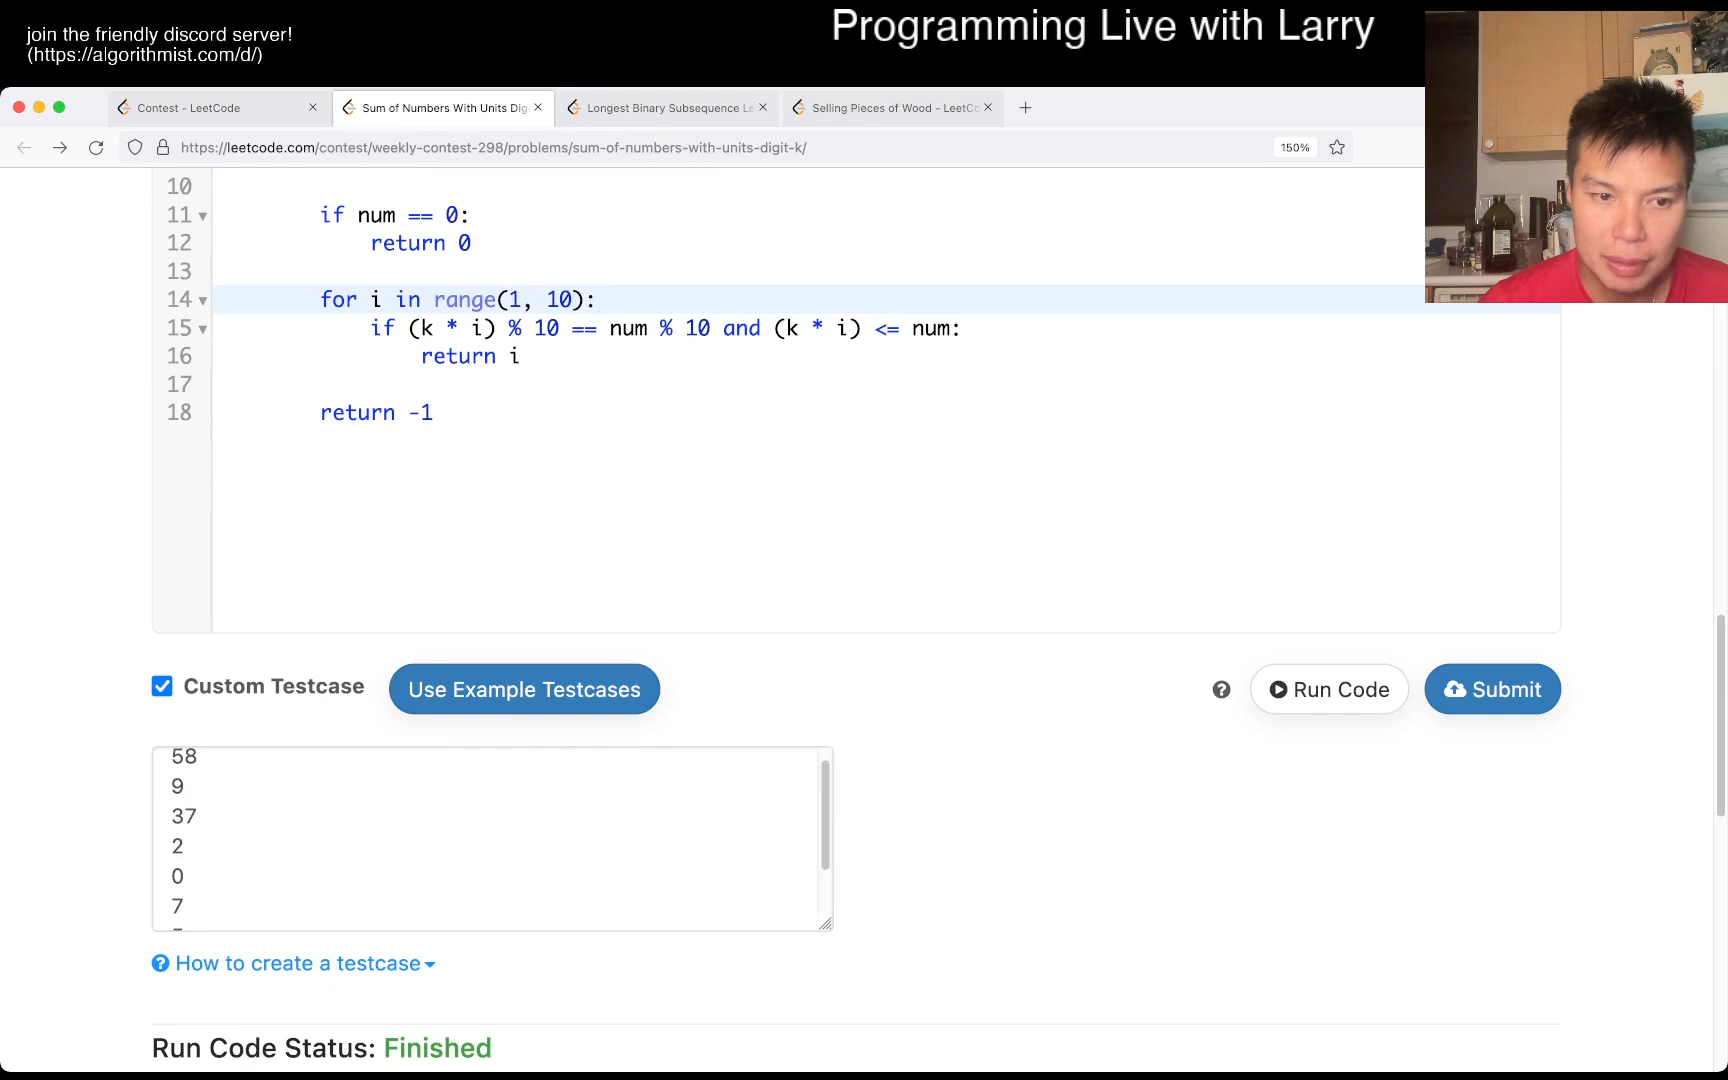 join the friendly discord server!
(https://algorithmist.com/d/)
Programming Live with Larry
Contest - LeetCode
Sum of Numbers With Units Dig
Longest Binary Subsequence Le
Selling Pieces of Wood - LeetCo
https://leetcode.com/contest/weekly-contest-298/problems/sum-of-numbers-with-units-digit-k/
150%
10
11 if num == 0:
12 return 0
13
14 for i in range(1, 10):
15 if (k * i) % 10 == num % 10 and (k * i) <= num:
16 return i
17
18 return -1
Custom Testcase
Use Example Testcases
Run Code
Submit
58
9
37
2
0
7
How to create a testcase
Run Code Status: Finished